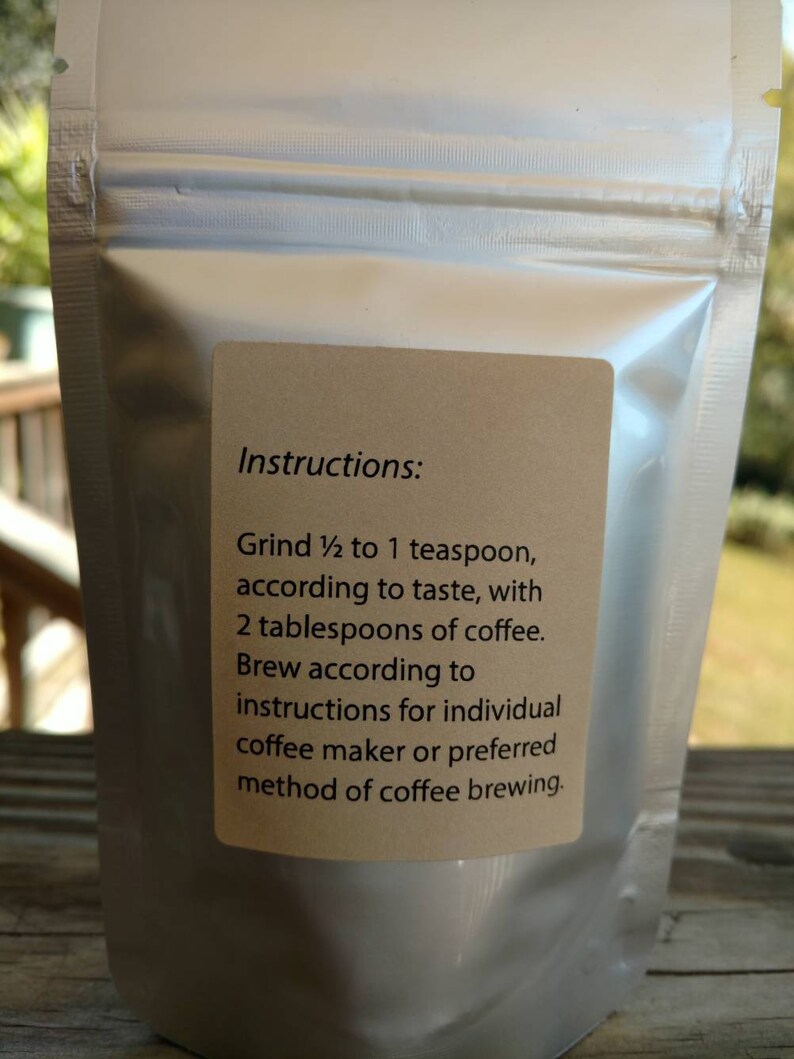 Instructions:
Grind ½ to 1 teaspoon,
according to taste, with
2 tablespoons of coffee.
Brew according to
instructions for individual
coffee maker or preferred
method of coffee brewing.